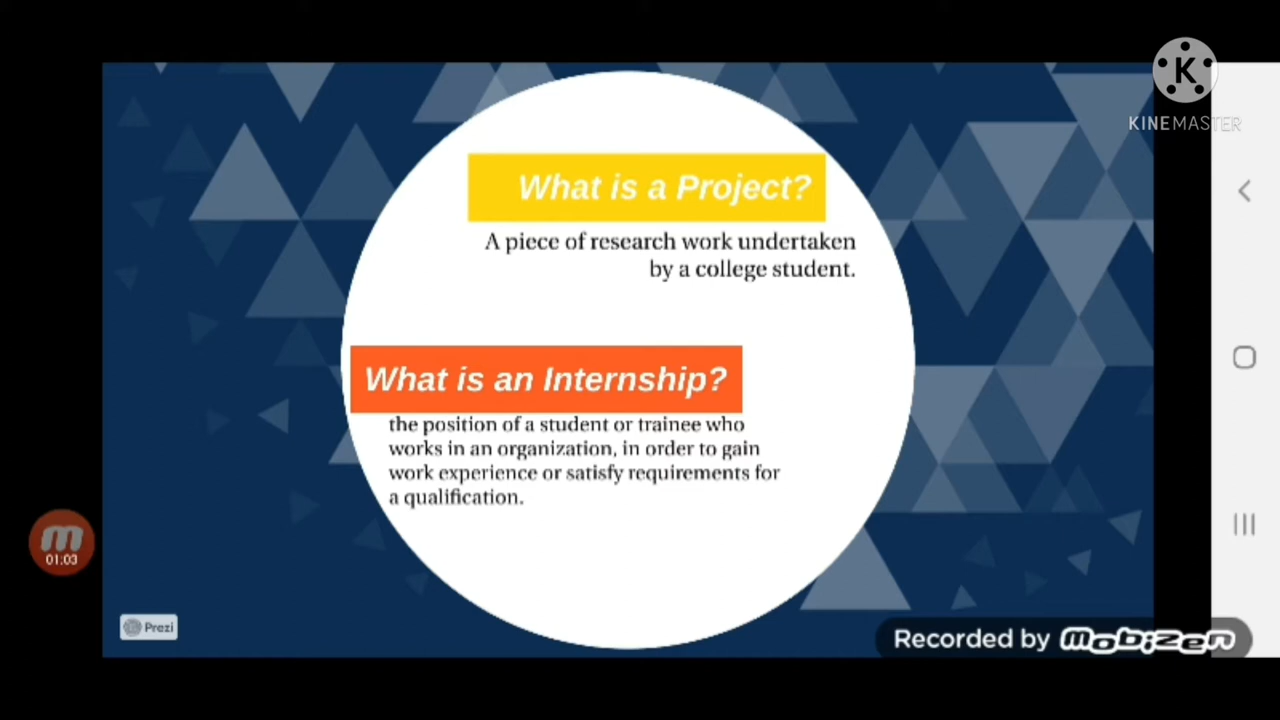 K
KINEMASTER
What is a Project?
A piece of research work undertaken
by a college student.
What is an Internship?
the position of a student or trainee who
works in an organization, in order to gain
work experience or satisfy requirements for
a qualification.
m
01:03
Prezi
Recorded by mobizen